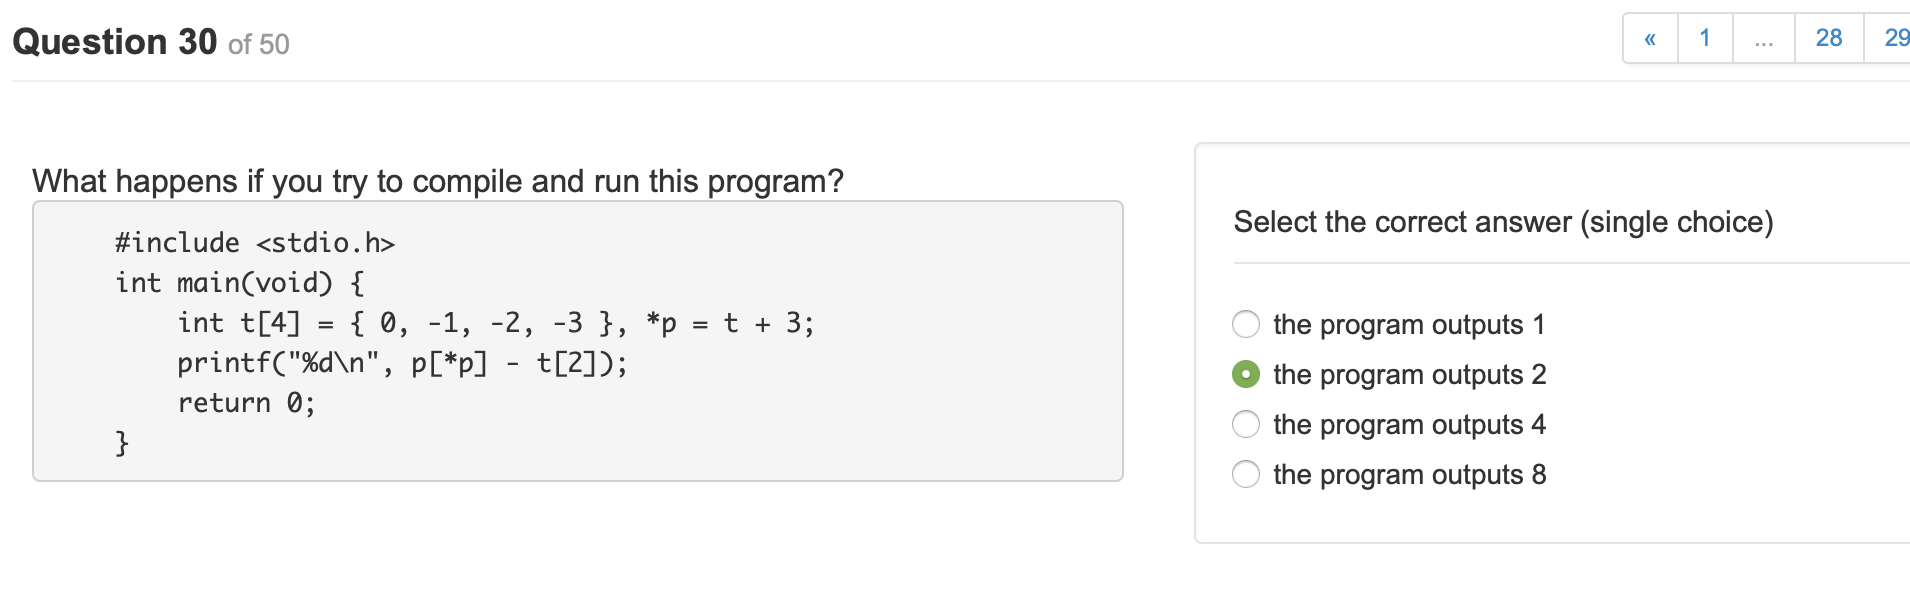 Question 30 of 50
« 1 ... 28 29
What happens if you try to compile and run this program?
#include <stdio.h>
int main(void) {
    int t[4] = { 0, -1, -2, -3 }, *p = t + 3;
    printf("%d\n", p[*p] - t[2]);
    return 0;
}
Select the correct answer (single choice)
the program outputs 1
the program outputs 2
the program outputs 4
the program outputs 8